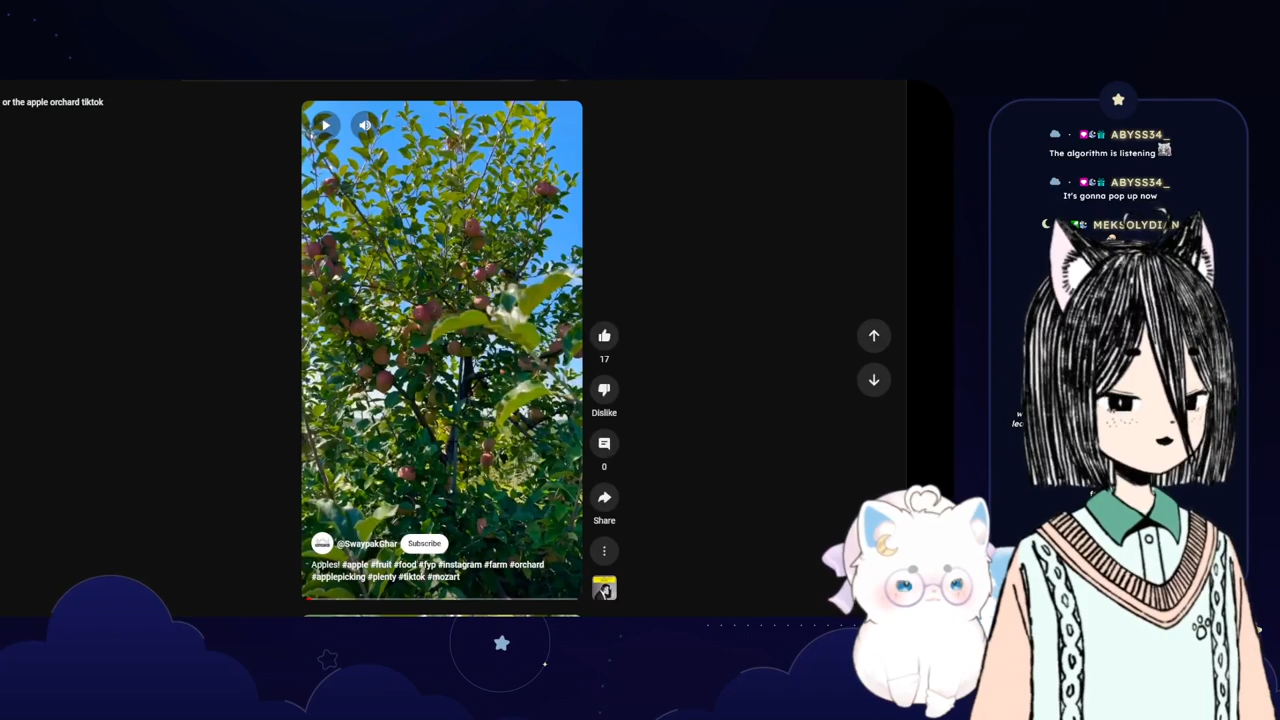 or the apple orchard tiktok
17
Dislike
0
Share
@SwaypakGhar Subscribe
Apples! #apple #fruit #food #fyp #instagram #farm #orchard
#applepicking #plenty #tiktok #mozart
ABYSS34_
The algorithm is listening
ABYSS34_
It's gonna pop up now
MEKSOLYDIAN